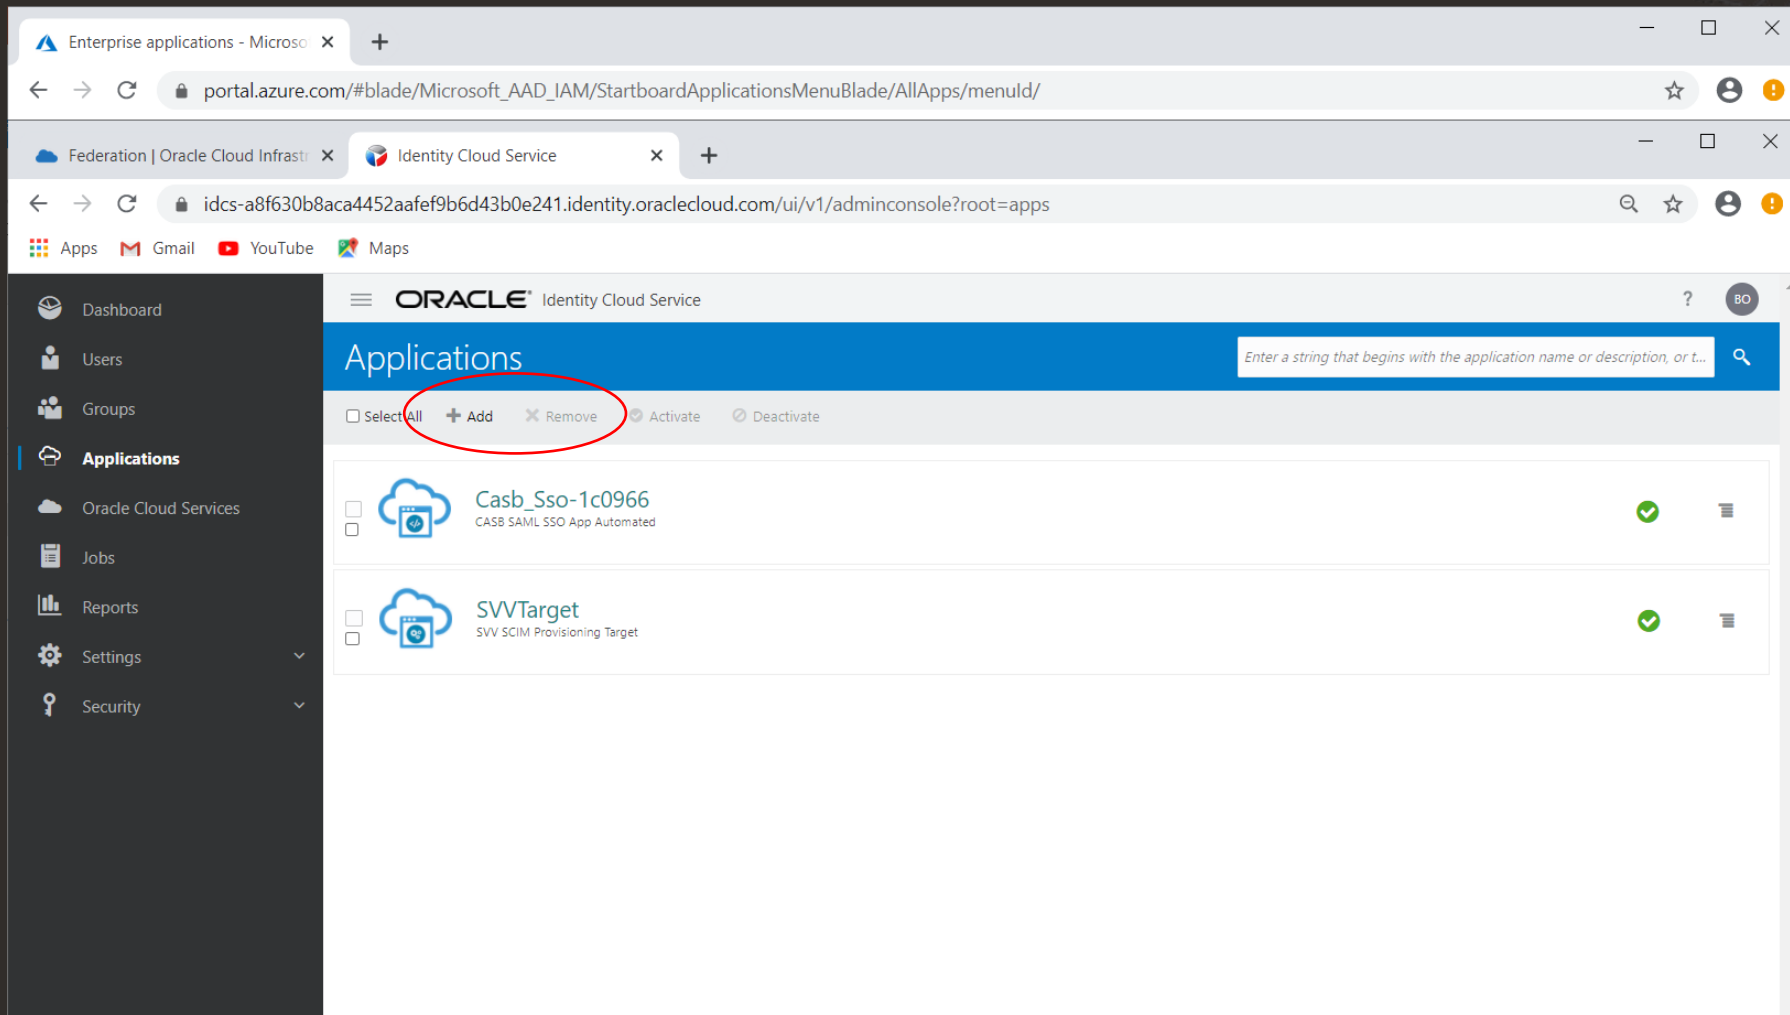 Enterprise applications - Microso
portal.azure.com/#blade/Microsoft_AAD_IAM/StartboardApplicationsMenuBlade/AllApps/menuId/
Federation | Oracle Cloud Infrastr
Identity Cloud Service
idcs-a8f630b8aca4452aafef9b6d43b0e241.identity.oraclecloud.com/ui/v1/adminconsole?root=apps
Apps Gmail YouTube Maps
Dashboard
Users
Groups
Applications
Oracle Cloud Services
Jobs
Reports
Settings
Security
ORACLE® Identity Cloud Service
? BO
Applications
Enter a string that begins with the application name or description, or t...
Select All Add Remove Activate Deactivate
Casb_Sso-1c0966
CASB SAML SSO App Automated
SVVTarget
SVV SCIM Provisioning Target